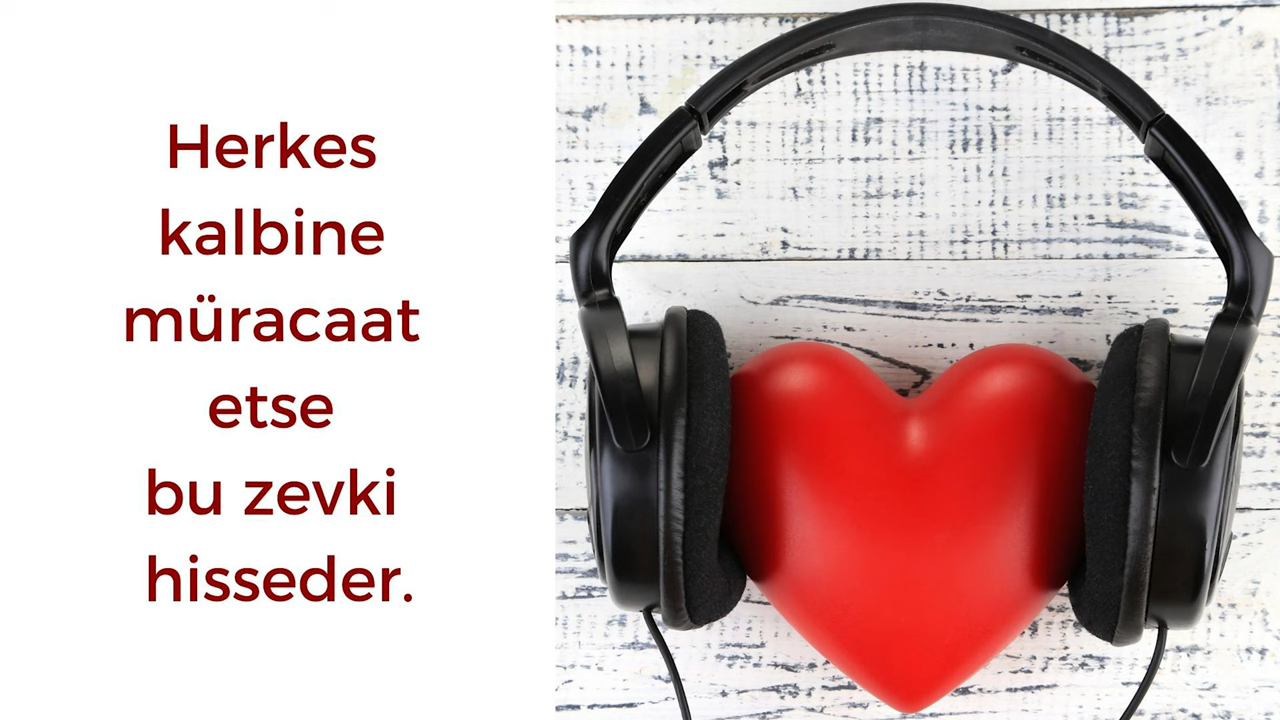 Herkes
kalbine
müracaat
etse
bu zevki
hisseder.